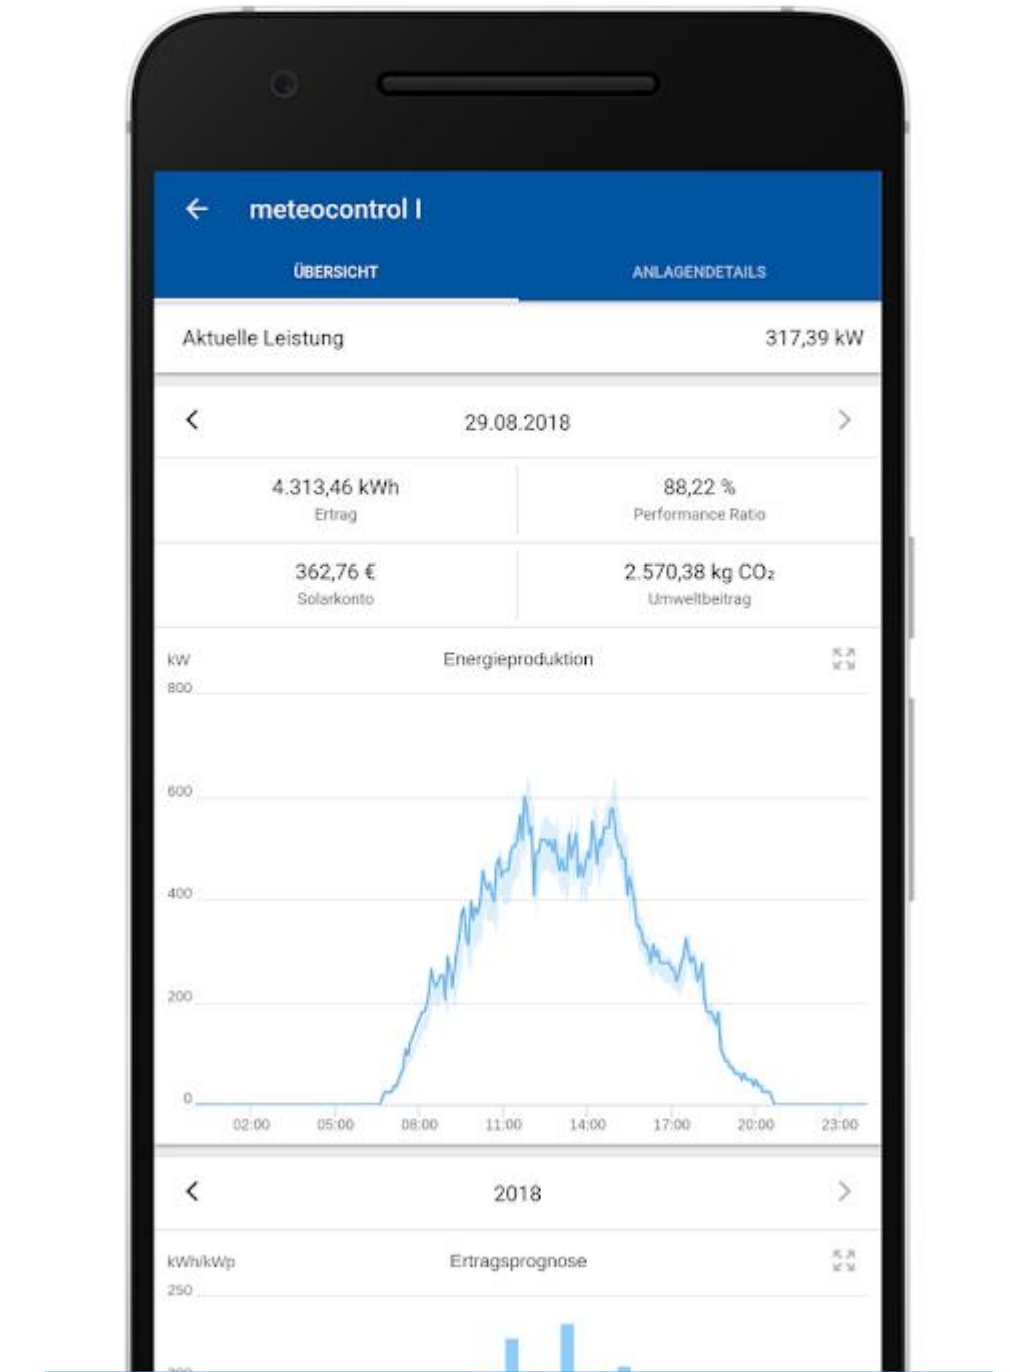 meteocontrol I
ÜBERSICHT ANLAGENDETAILS
Aktuelle Leistung 317,39 kW
29.08.2018
4.313,46 kWh 88,22 %
Ertrag Performance Ratio
362,76 € 2.570,38 kg CO₂
Solarkonto Umweltbeitrag
kW Energieproduktion
800
600
400
200
0
02:00 05:00 08:00 11:00 14:00 17:00 20:00 23:00
2018
kWh/kWp Ertragsprognose
250